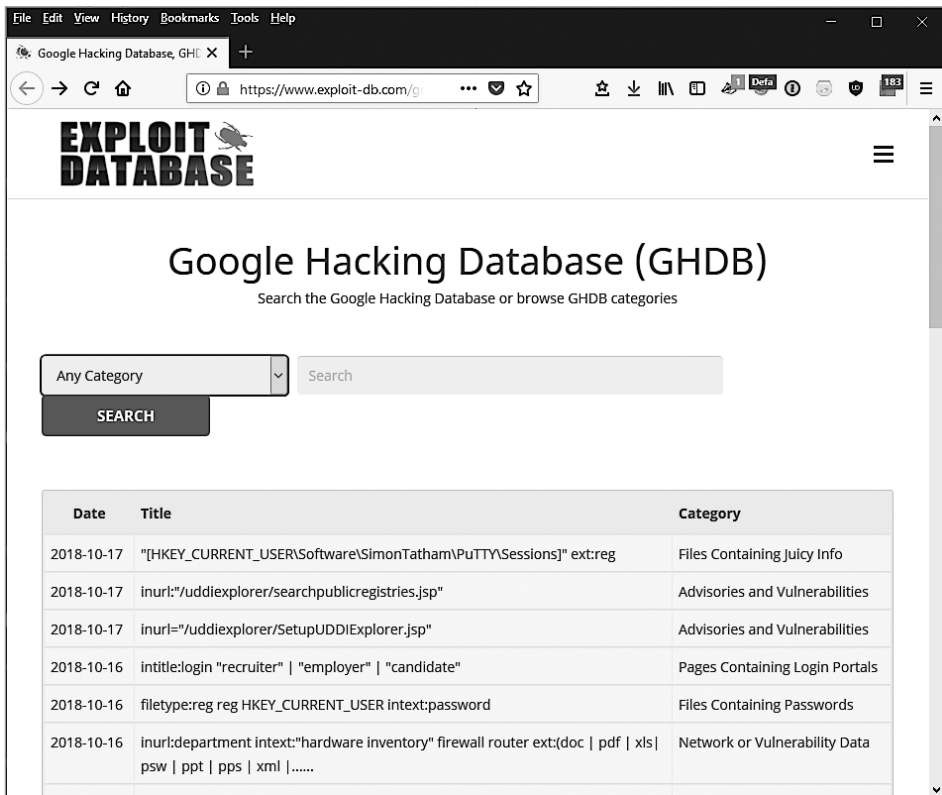 File Edit View History Bookmarks Tools Help
Google Hacking Database, GHD
https://www.exploit-db.com/g
1 Defa 183
EXPLOIT
DATABASE
Google Hacking Database (GHDB)
Search the Google Hacking Database or browse GHDB categories
Any Category Search
SEARCH
Date Title Category
2018-10-17 "[HKEY_CURRENT_USER\Software\SimonTatham\PuTTY\Sessions]" ext:reg Files Containing Juicy Info
2018-10-17 inurl:"/uddiexplorer/searchpublicregistries.jsp" Advisories and Vulnerabilities
2018-10-17 inurl="/uddiexplorer/SetupUDDIExplorer.jsp" Advisories and Vulnerabilities
2018-10-16 intitle:login "recruiter" | "employer" | "candidate" Pages Containing Login Portals
2018-10-16 filetype:reg reg HKEY_CURRENT_USER intext:password Files Containing Passwords
2018-10-16 inurl:department intext:"hardware inventory" firewall router ext:(doc | pdf | xls| Network or Vulnerability Data
psw | ppt | pps | xml |......